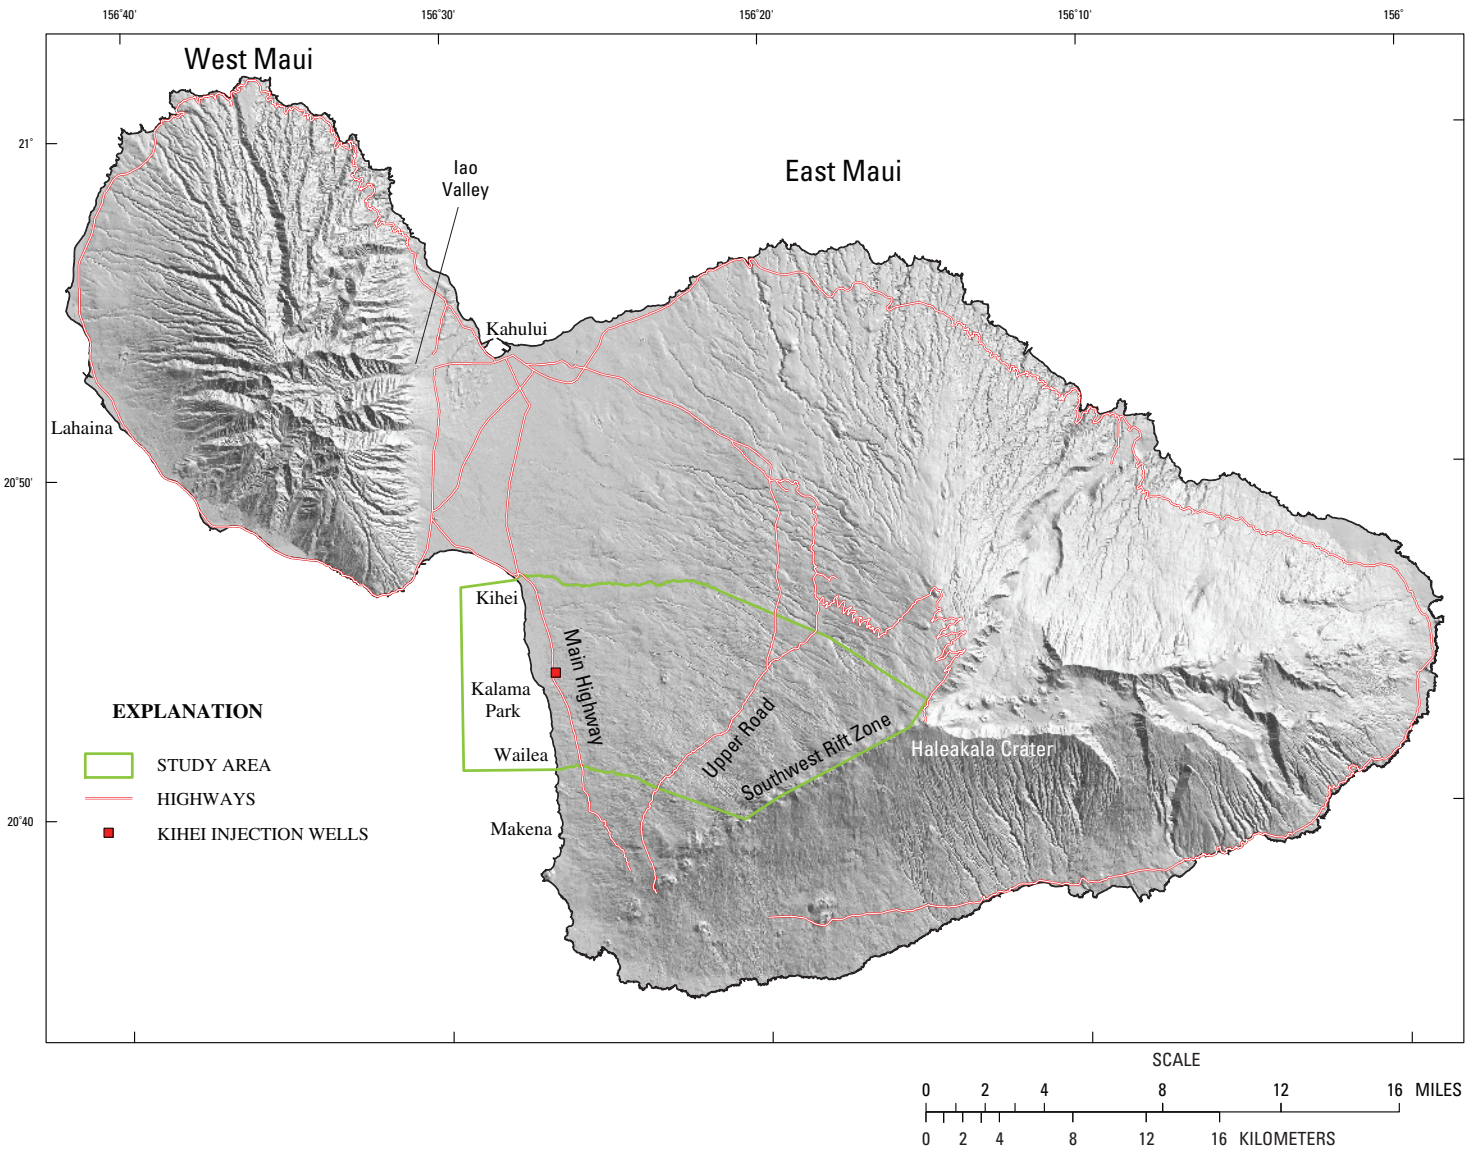 156°40' 156°30' 156°20' 156°10' 156°
West Maui
21°
Iao
Valley
East Maui
Kahului
Lahaina
20°50'
Kihei
Main Highway
Kalama
Park
Wailea
Upper Road
Southwest Rift Zone
Haleakala Crater
EXPLANATION
STUDY AREA
HIGHWAYS
KIHEI INJECTION WELLS
20°40
Makena
SCALE
0 2 4 8 12 16 MILES
0 2 4 8 12 16 KILOMETERS